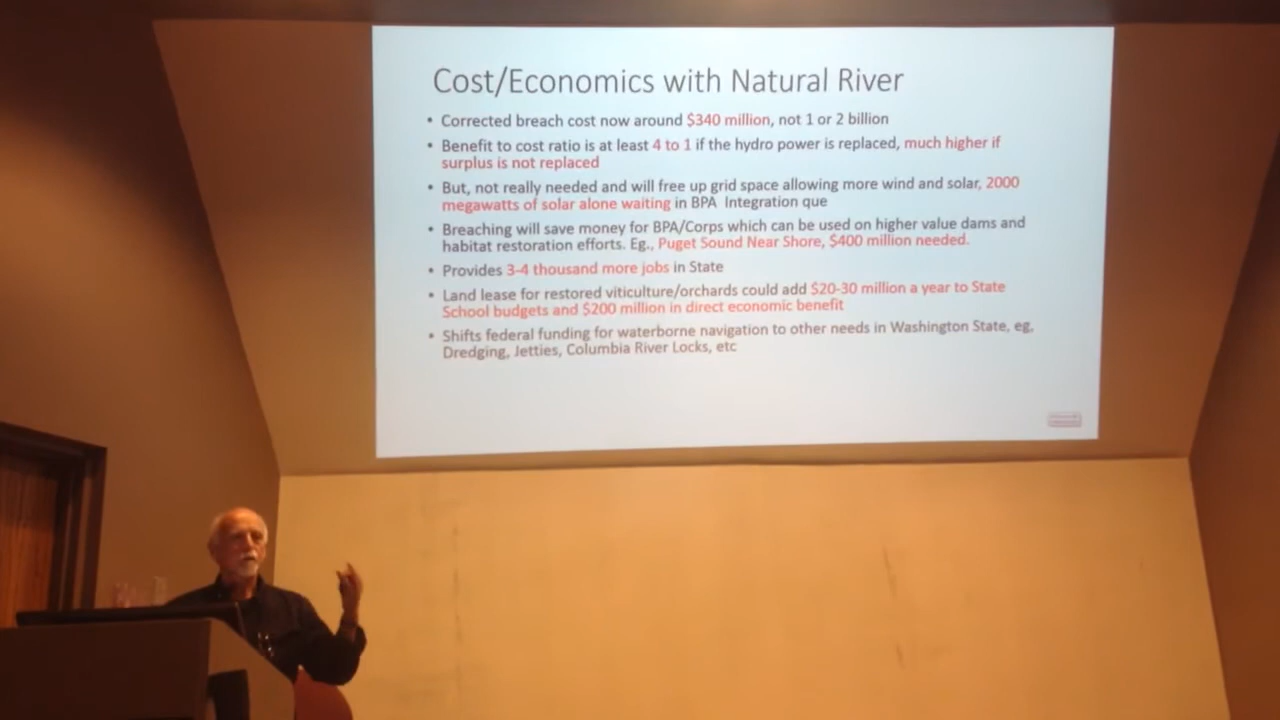 Cost/Economics with Natural River
• Corrected breach cost now around $340 million, not 1 or 2 billion
• Benefit to cost ratio is at least 4 to 1 if the hydro power is replaced, much higher if
surplus is not replaced
• But, not really needed and will free up grid space allowing more wind and solar, 2000
megawatts of solar alone waiting in BPA Integration que
• Breaching will save money for BPA/Corps which can be used on higher value dams and
habitat restoration efforts. Eg., Puget Sound Near Shore, $400 million needed.
• Provides 3-4 thousand more jobs in State
• Land lease for restored viticulture/orchards could add $20-30 million a year to State
School budgets and $200 million in direct economic benefit
• Shifts federal funding for waterborne navigation to other needs in Washington State, eg,
Dredging, Jetties, Columbia River Locks, etc